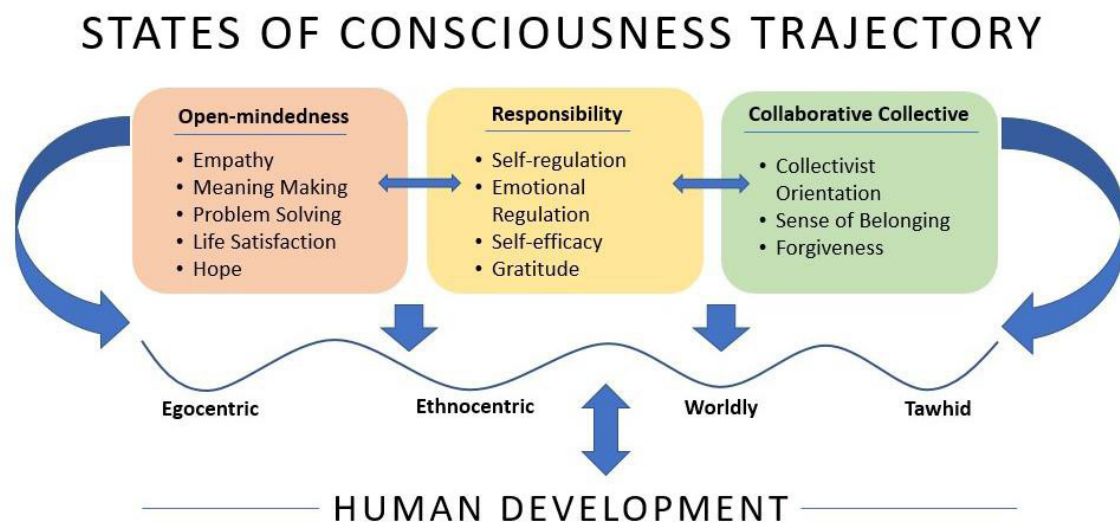 STATES OF CONSCIOUSNESS TRAJECTORY
Open-mindedness
• Empathy
• Meaning Making
• Problem Solving
• Life Satisfaction
• Hope
Responsibility
• Self-regulation
• Emotional
Regulation
• Self-efficacy
• Gratitude
Collaborative Collective
• Collectivist
Orientation
• Sense of Belonging
• Forgiveness
Egocentric
Ethnocentric
Worldly
Tawhid
HUMAN DEVELOPMENT